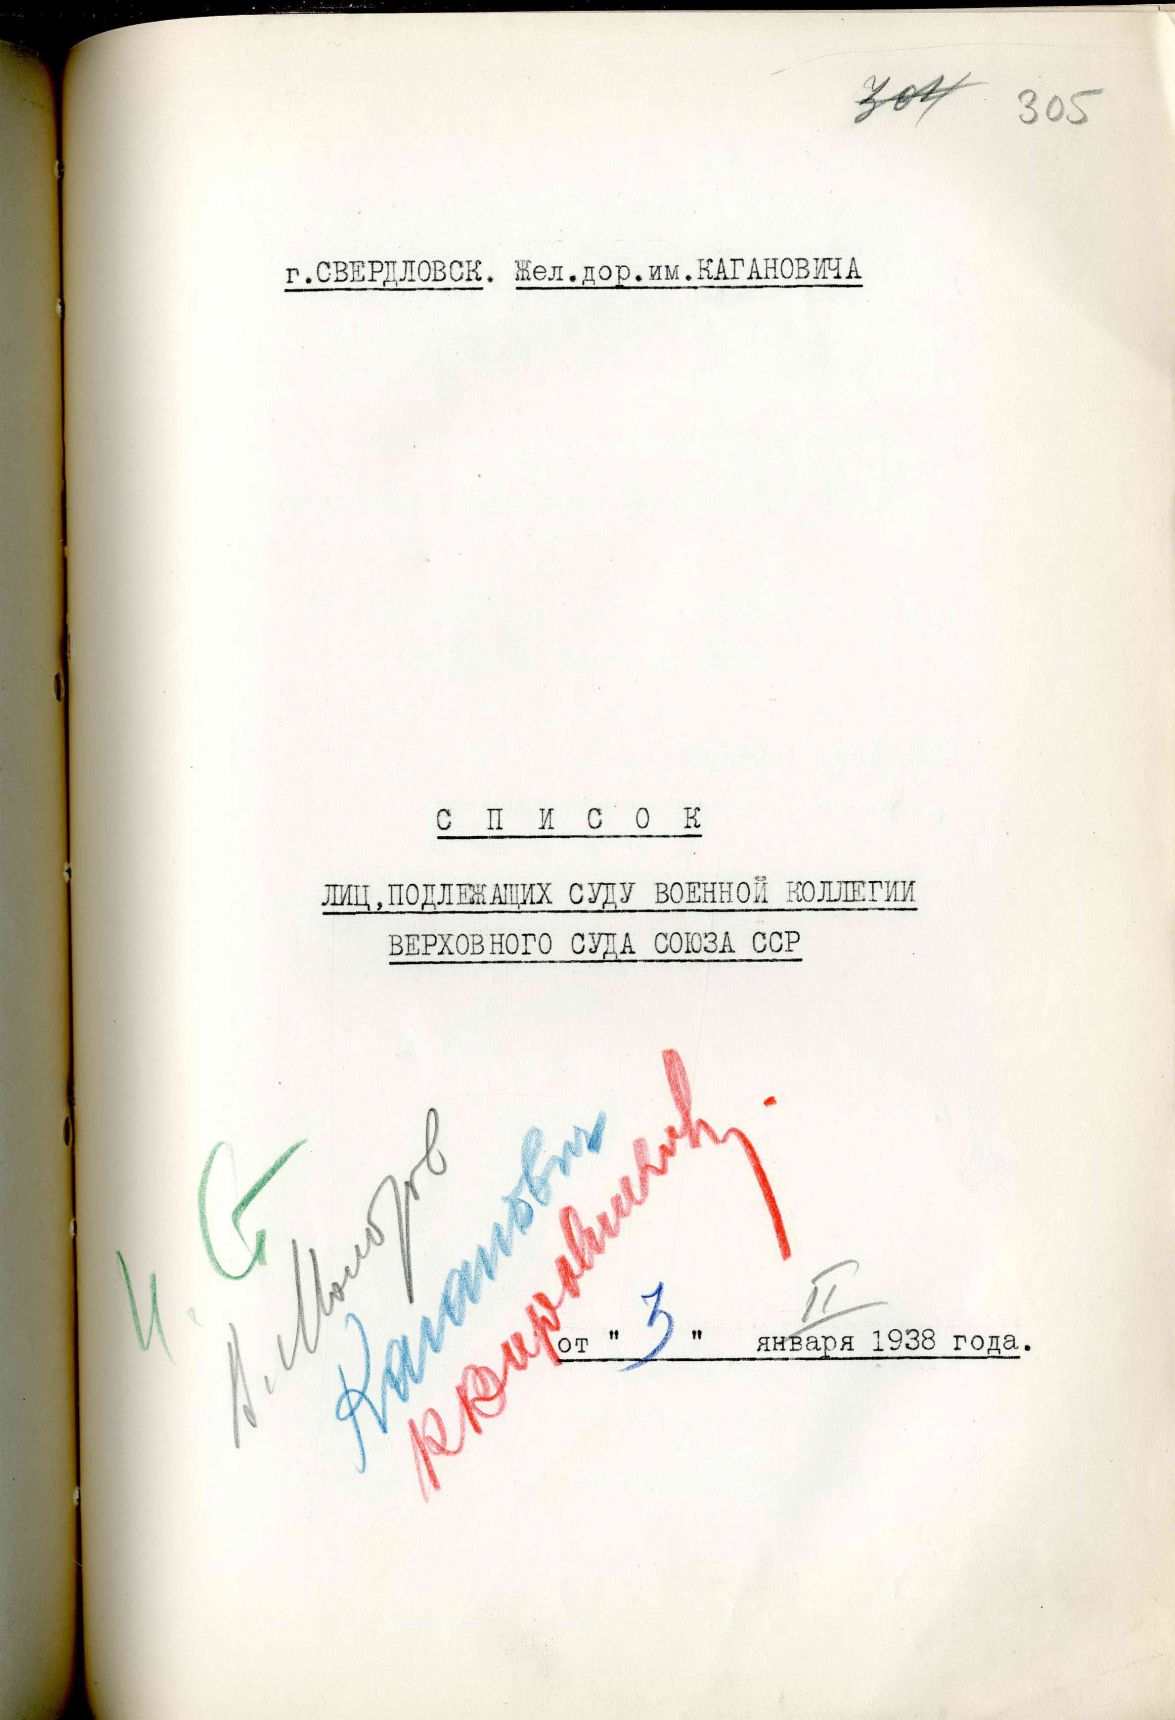 304 305
г.СВЕРДЛОВСК. Жел.дор.им.КАГАНОВИЧА
С П И С О К
ЛИЦ,ПОДЛЕЖАЩИХ СУДУ ВОЕННОЙ КОЛЛЕГИИ
ВЕРХОВНОГО СУДА СОЮЗА ССР
И. Ст
В. Молотов
Каганович
К Ворошилов.
II
от "3" января 1938 года.